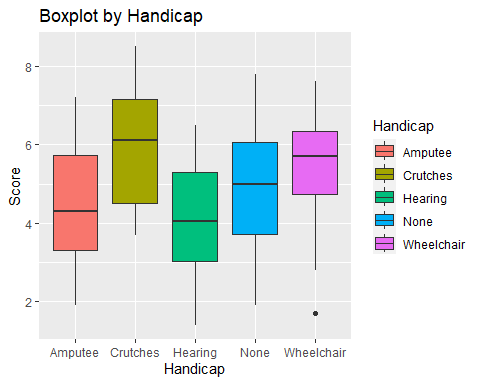 Boxplot by Handicap
8
6
4
2
Score
Amputee Crutches Hearing None Wheelchair
Handicap
Handicap
Amputee
Crutches
Hearing
None
Wheelchair